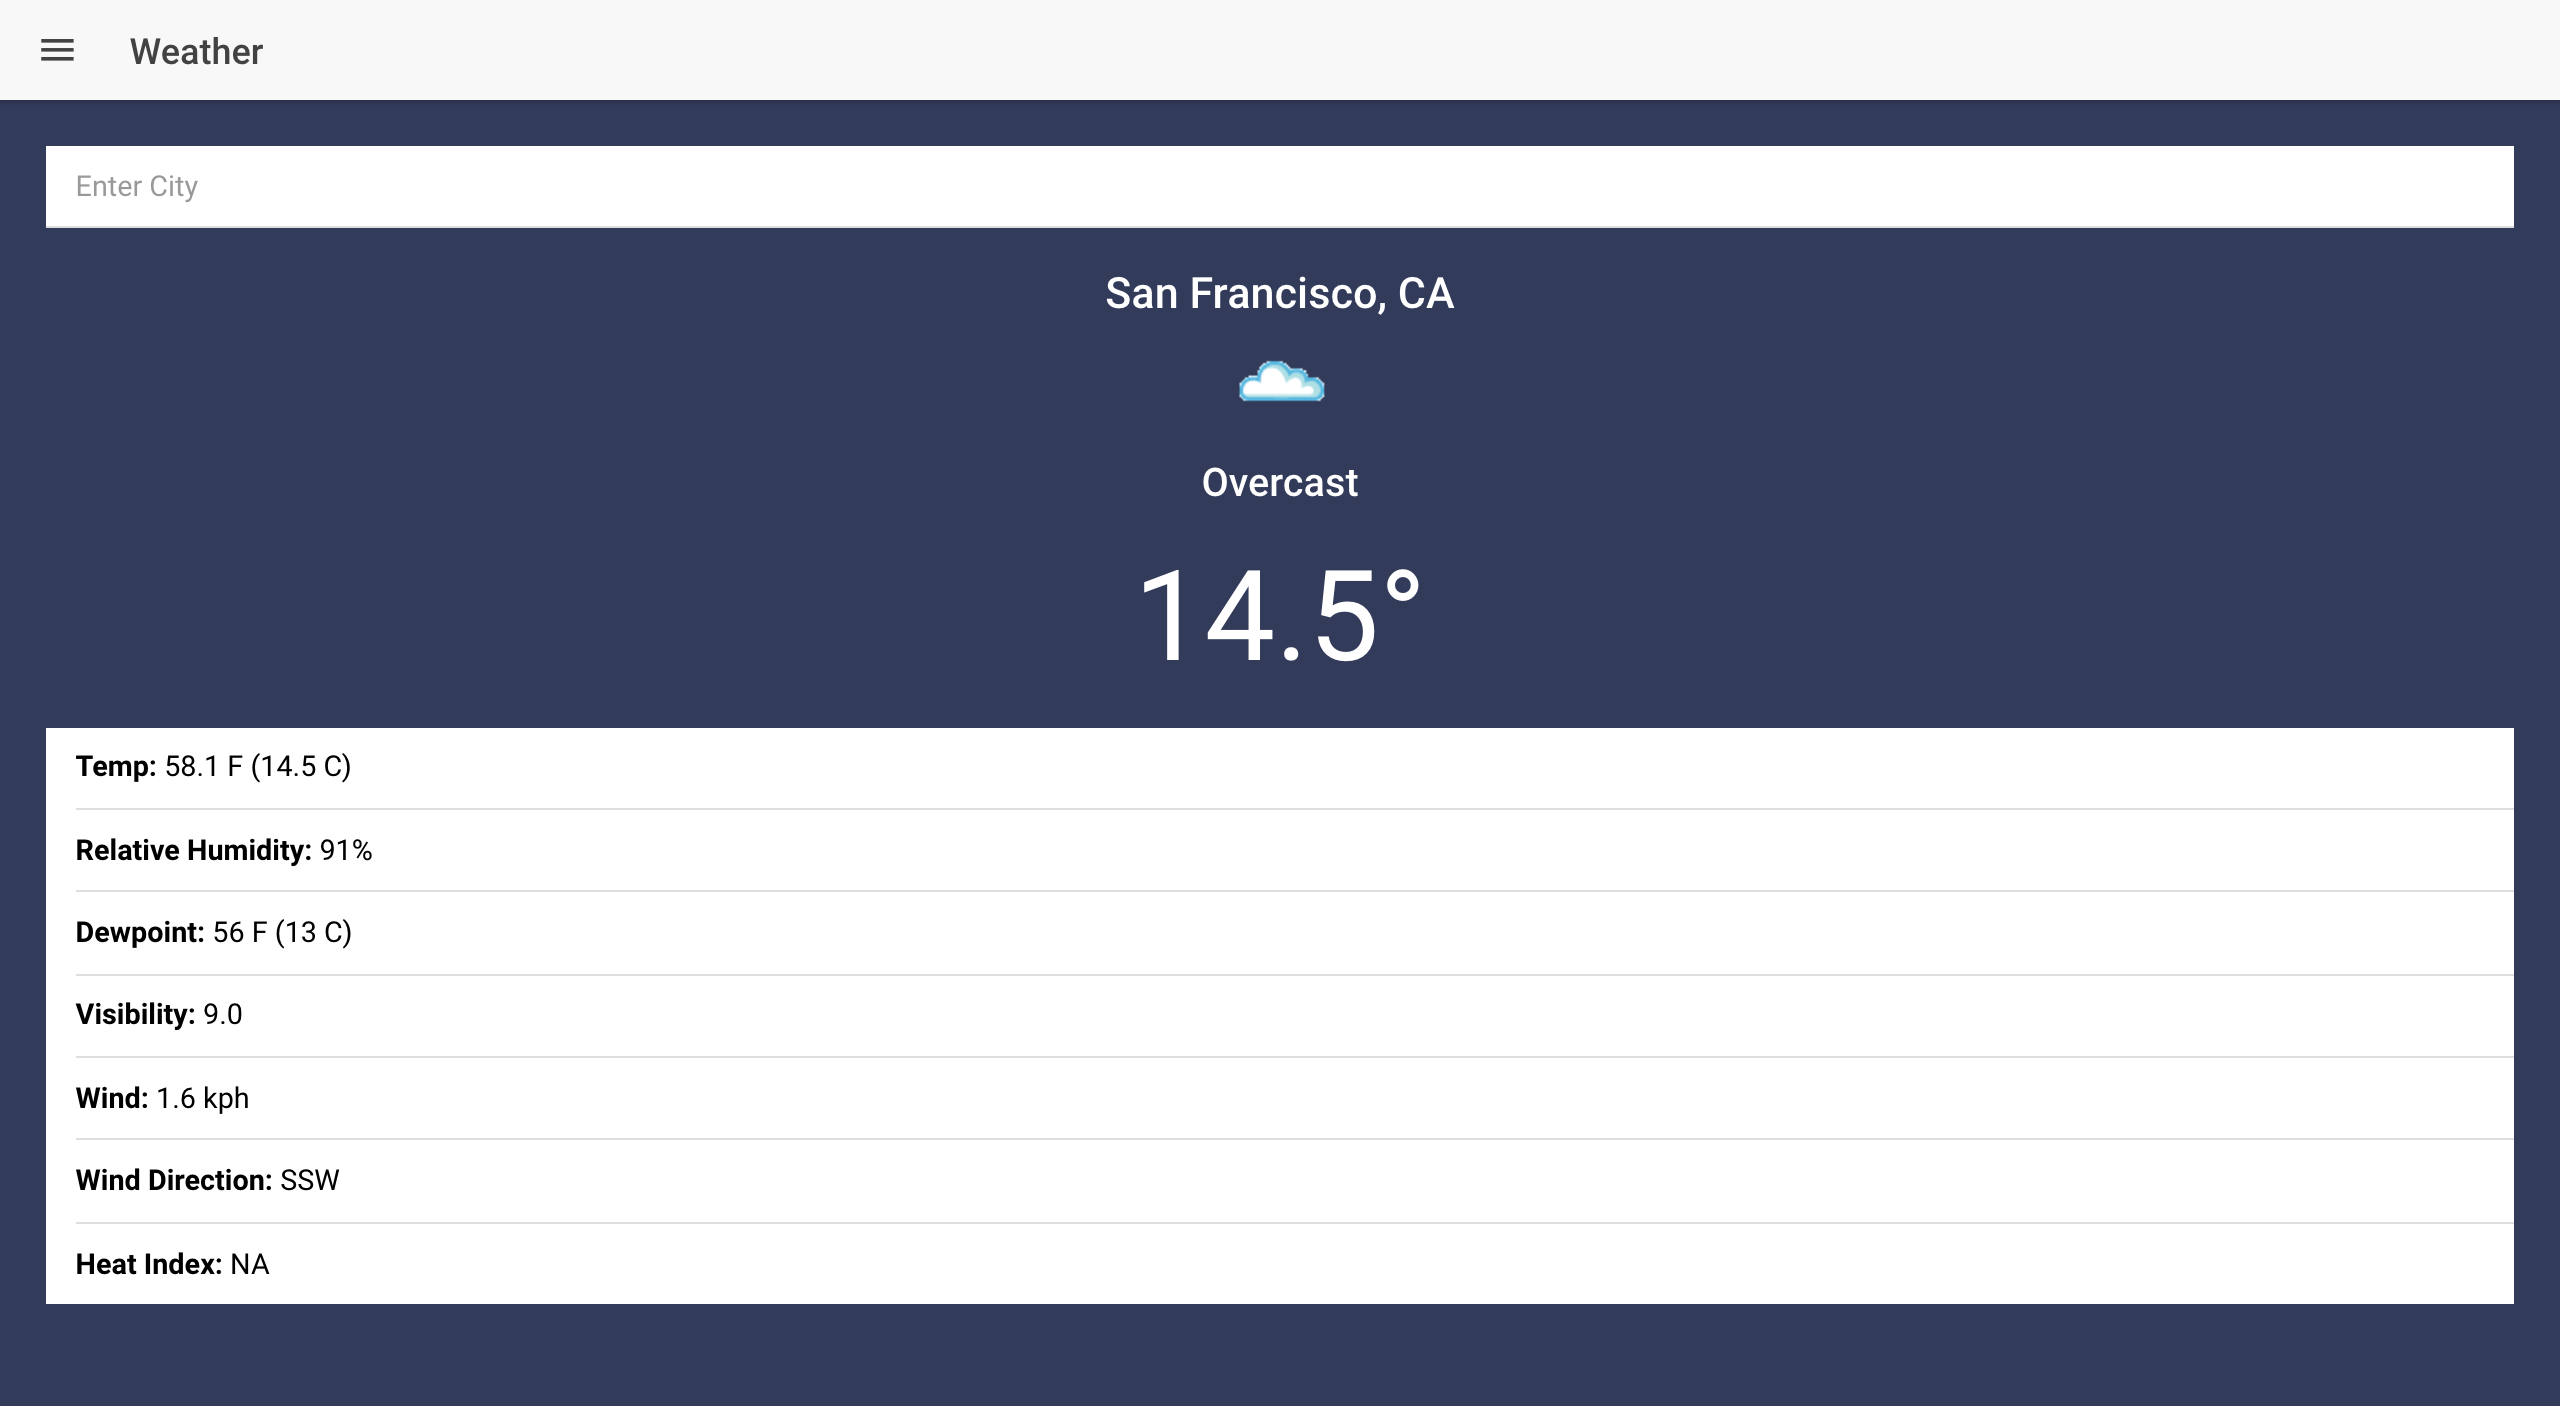 Weather
Enter City
San Francisco, CA
Overcast
14.5°
Temp: 58.1 F (14.5 C)
Relative Humidity: 91%
Dewpoint: 56 F (13 C)
Visibility: 9.0
Wind: 1.6 kph
Wind Direction: SSW
Heat Index: NA